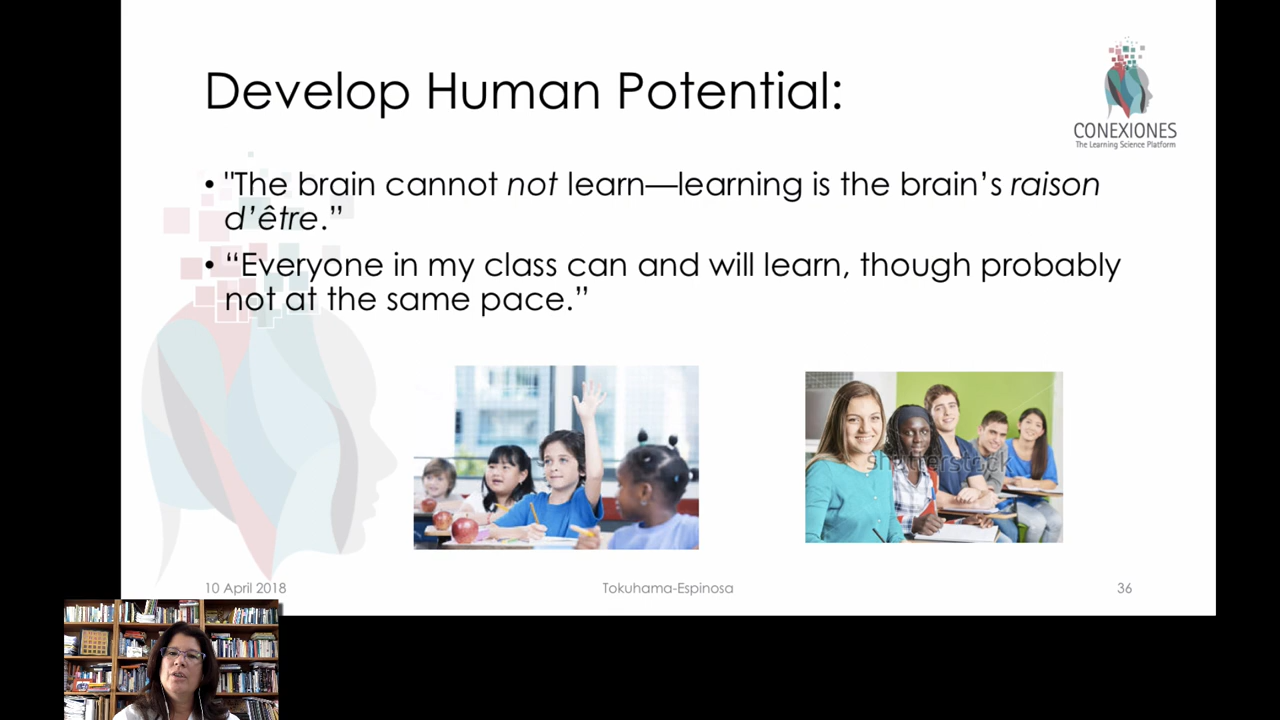 Develop Human Potential:
CONEXIONES
The Learning Science Platform
• "The brain cannot not learn—learning is the brain’s raison
d’être.”
• “Everyone in my class can and will learn, though probably
not at the same pace.”
shutterstock
10 April 2018
Tokuhama-Espinosa
36